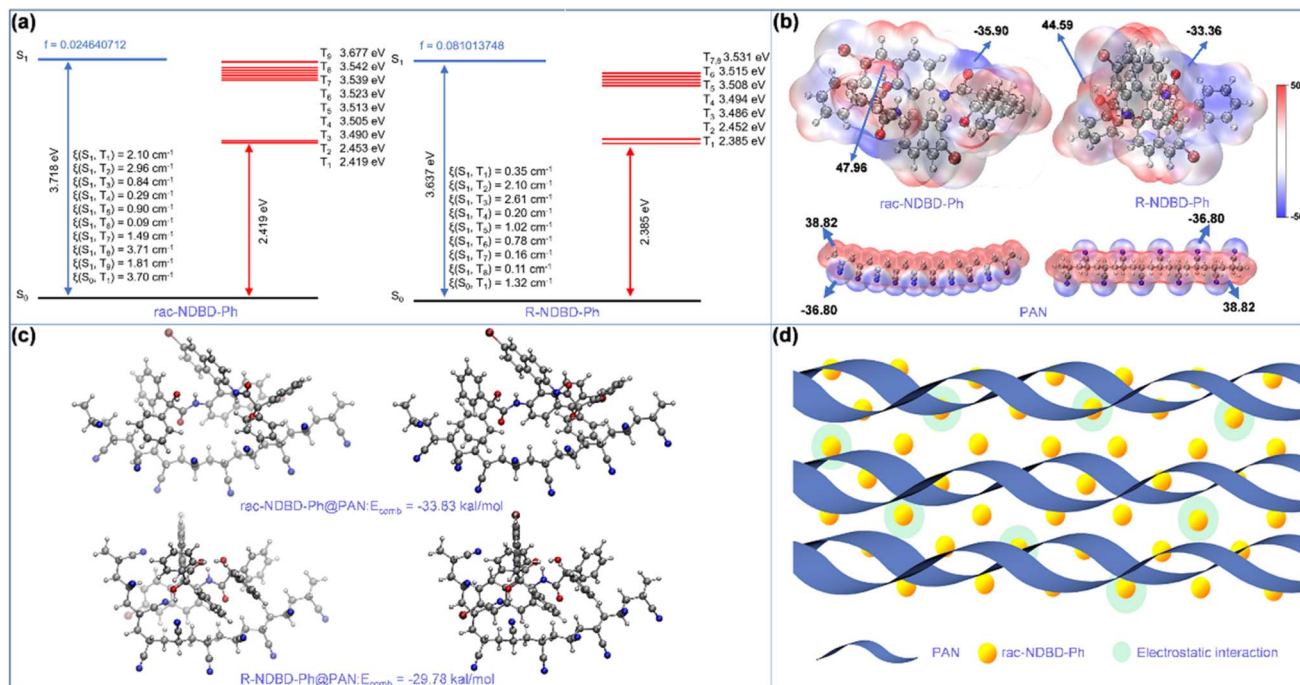 (a)
f = 0.024640712
S1
3.718 eV
ξ(S1, T1) = 2.10 cm-1
ξ(S1, T2) = 2.96 cm-1
ξ(S1, T3) = 0.84 cm-1
ξ(S1, T4) = 0.29 cm-1
ξ(S1, T5) = 0.90 cm-1
ξ(S1, T6) = 0.09 cm-1
ξ(S1, T7) = 1.49 cm-1
ξ(S1, T8) = 3.71 cm-1
ξ(S1, T9) = 1.81 cm-1
ξ(S0, T1) = 3.70 cm-1
T9 3.677 eV
T8 3.542 eV
T7 3.539 eV
T6 3.523 eV
T5 3.513 eV
T4 3.505 eV
T3 3.490 eV
T2 2.453 eV
T1 2.419 eV
2.419 eV
S0
rac-NDBD-Ph
f = 0.081013748
S1
3.637 eV
ξ(S1, T1) = 0.35 cm-1
ξ(S1, T2) = 2.10 cm-1
ξ(S1, T3) = 2.61 cm-1
ξ(S1, T4) = 0.20 cm-1
ξ(S1, T5) = 1.02 cm-1
ξ(S1, T6) = 0.78 cm-1
ξ(S1, T7) = 0.16 cm-1
ξ(S1, T8) = 0.11 cm-1
ξ(S0, T1) = 1.32 cm-1
T7,8 3.531 eV
T6 3.515 eV
T5 3.508 eV
T4 3.494 eV
T3 3.486 eV
T2 2.452 eV
T1 2.385 eV
2.385 eV
S0
R-NDBD-Ph
(b)
-35.90
44.59
-33.36
47.96
rac-NDBD-Ph
R-NDBD-Ph
50
38.82
-36.80
-36.80
38.82
PAN
(c)
rac-NDBD-Ph@PAN:Ecomb = -33.83 kal/mol
R-NDBD-Ph@PAN:Ecomb = -29.78 kal/mol
(d)
PAN
rac-NDBD-Ph
Electrostatic interaction